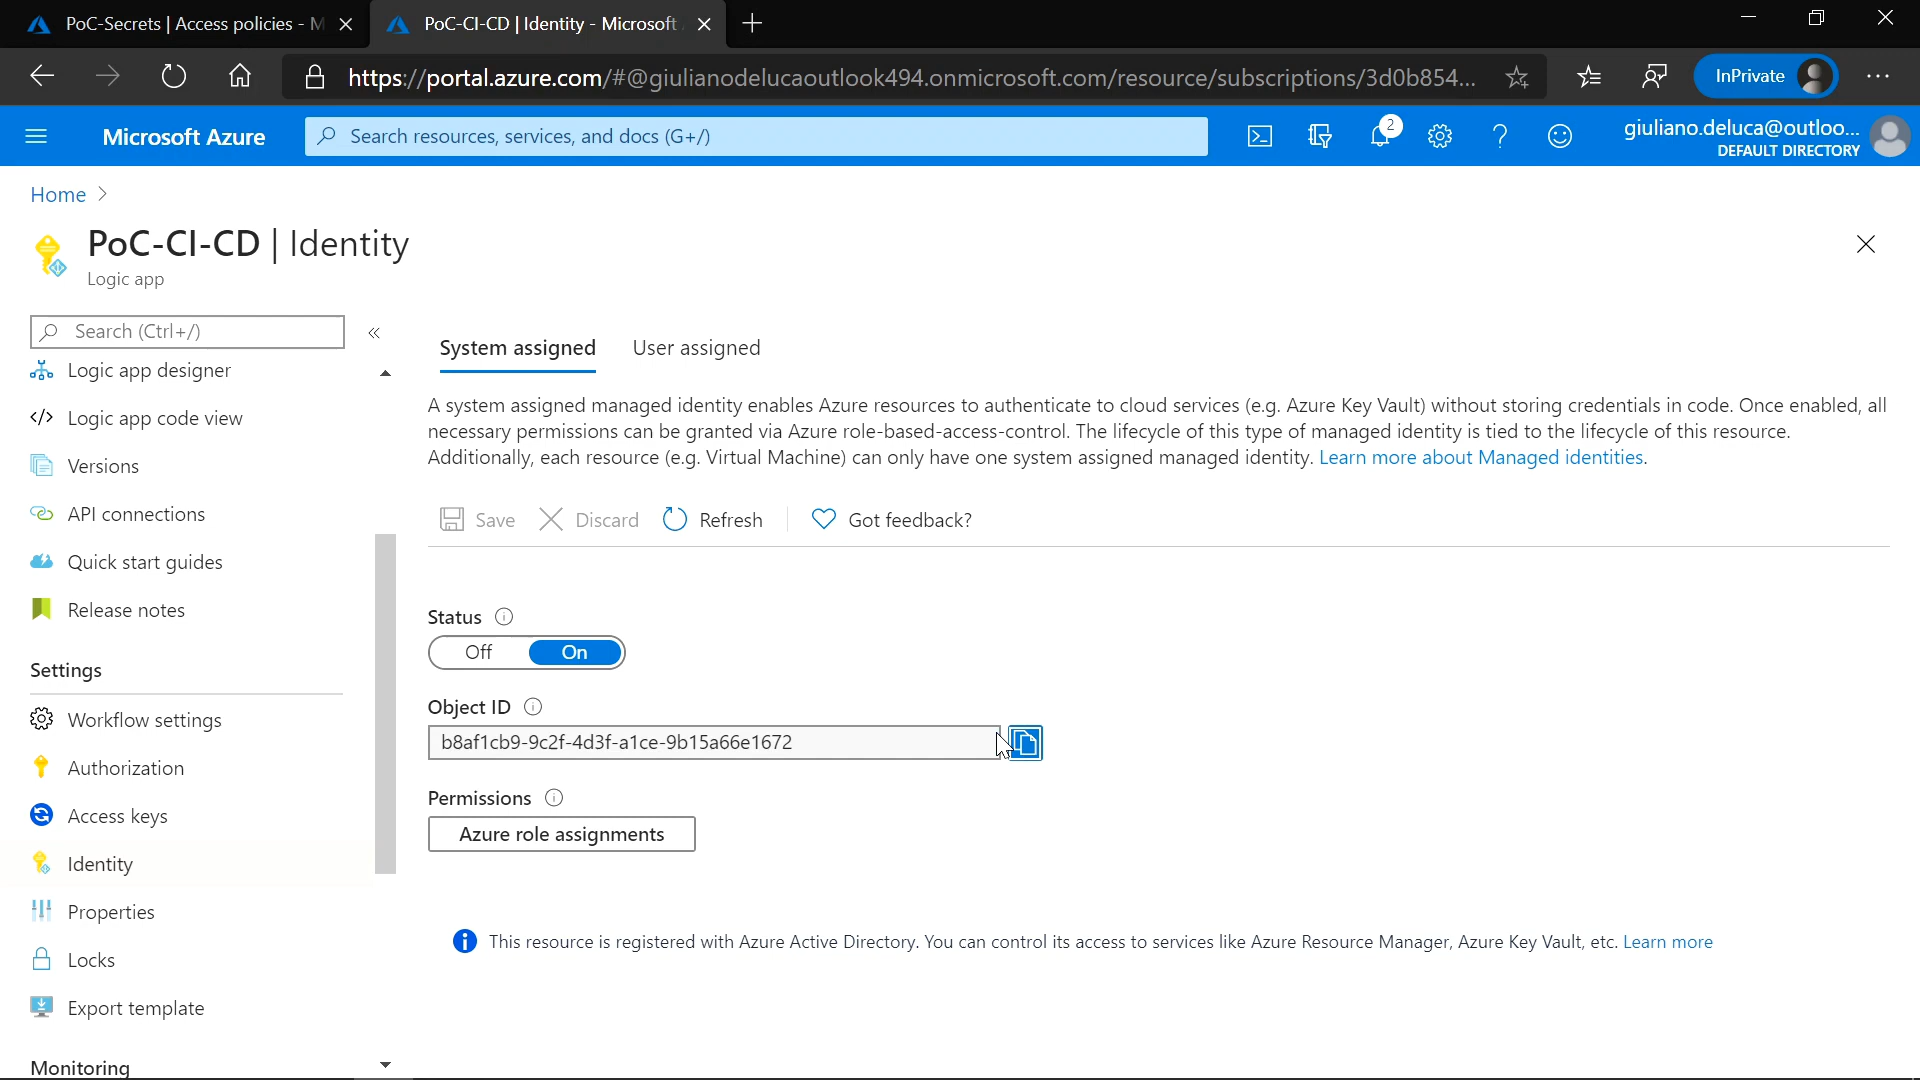 PoC-Secrets | Access policies - M
PoC-CI-CD | Identity - Microsoft
https://portal.azure.com/#@giulianodelucaoutlook494.onmicrosoft.com/resource/subscriptions/3d0b854...
InPrivate
Microsoft Azure
Search resources, services, and docs (G+/)
2
giuliano.deluca@outloo...
DEFAULT DIRECTORY
Home
PoC-CI-CD | Identity
Logic app
Search (Ctrl+/)
Logic app designer
Logic app code view
Versions
API connections
Quick start guides
Release notes
Settings
Workflow settings
Authorization
Access keys
Identity
Properties
Locks
Export template
Monitoring
System assigned
User assigned
A system assigned managed identity enables Azure resources to authenticate to cloud services (e.g. Azure Key Vault) without storing credentials in code. Once enabled, all
necessary permissions can be granted via Azure role-based-access-control. The lifecycle of this type of managed identity is tied to the lifecycle of this resource.
Additionally, each resource (e.g. Virtual Machine) can only have one system assigned managed identity. Learn more about Managed identities.
Save
Discard
Refresh
Got feedback?
Status
Off
On
Object ID
b8af1cb9-9c2f-4d3f-a1ce-9b15a66e1672
Permissions
Azure role assignments
This resource is registered with Azure Active Directory. You can control its access to services like Azure Resource Manager, Azure Key Vault, etc. Learn more